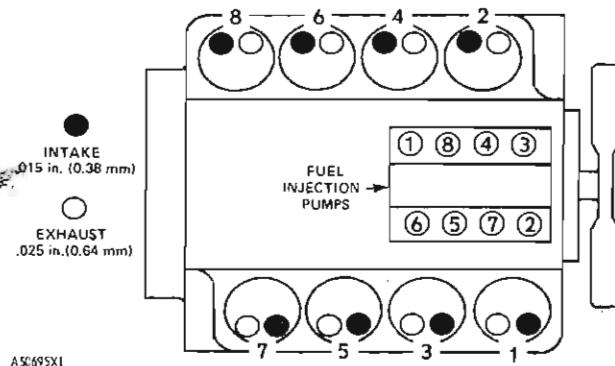 8 6 4 2
INTAKE
.015 in. (0.38 mm)
EXHAUST
.025 in.(0.64 mm)
FUEL
INJECTION
PUMPS
1 8 4 3
6 5 7 2
7 5 3 1
A50695X1